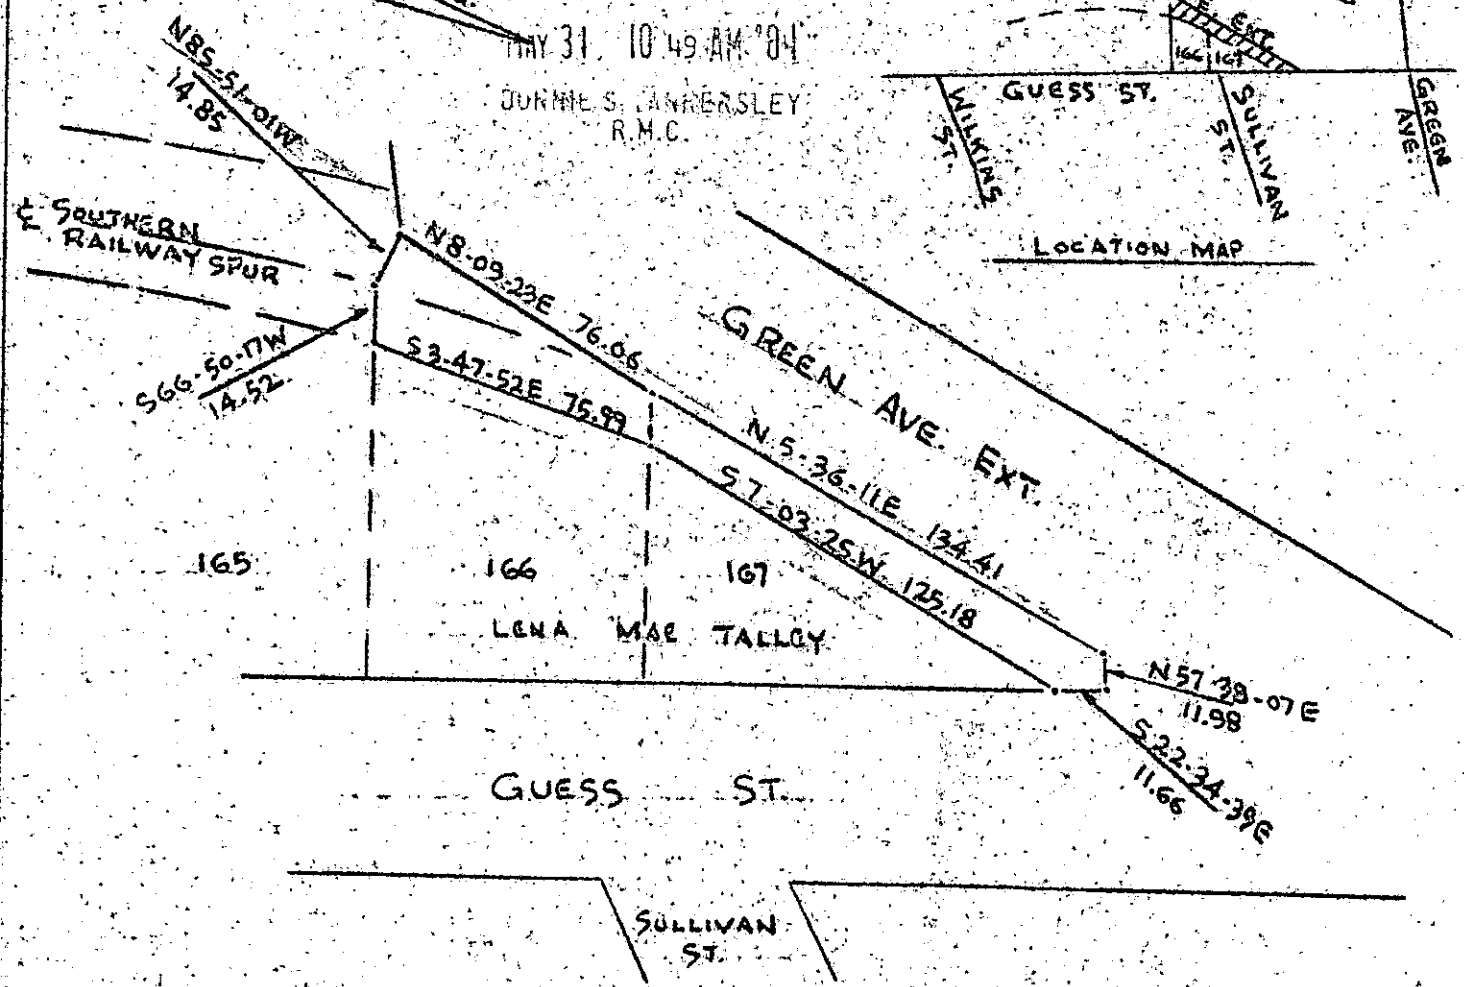 MAY 31 10 49 AM '84
DONNIE S. TANKERSLEY
R.M.C.
EXT.
166 167
GUESS ST.
WILKINS ST.
SULLIVAN ST.
GREEN AVE.
LOCATION MAP
N85-51-01W
14.85
℄ SOUTHERN
RAILWAY SPUR
N8-09-23E 76.06
GREEN AVE. EXT.
S66-50-17W
14.52
S3-47-52E 75.99
N 5-36-11E 134.41
S 7-03-25 W 125.18
165
166
167
LENA MAE TALLEY
N57 38-07E
11.98
S22-34-39E
11.66
GUESS ST.
SULLIVAN
ST.